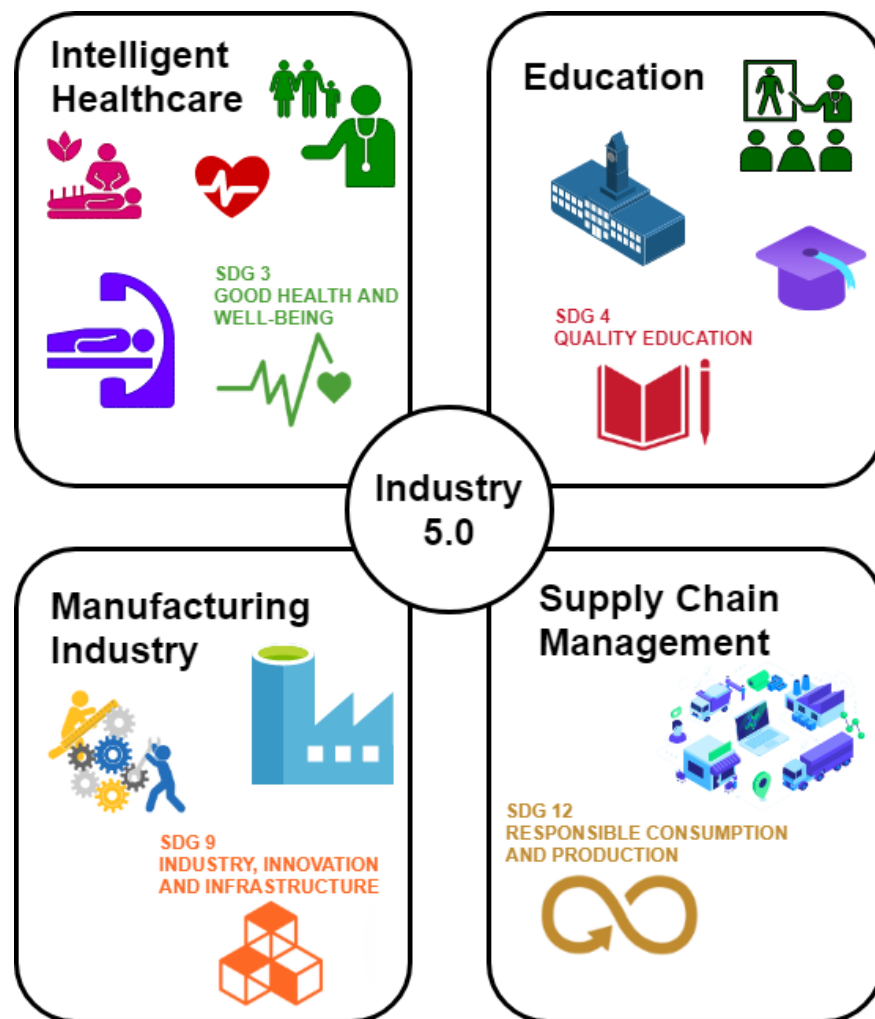 Intelligent
Healthcare
SDG 3
GOOD HEALTH AND
WELL-BEING
Education
SDG 4
QUALITY EDUCATION
Industry
5.0
Manufacturing
Industry
SDG 9
INDUSTRY, INNOVATION
AND INFRASTRUCTURE
Supply Chain
Management
SDG 12
RESPONSIBLE CONSUMPTION
AND PRODUCTION